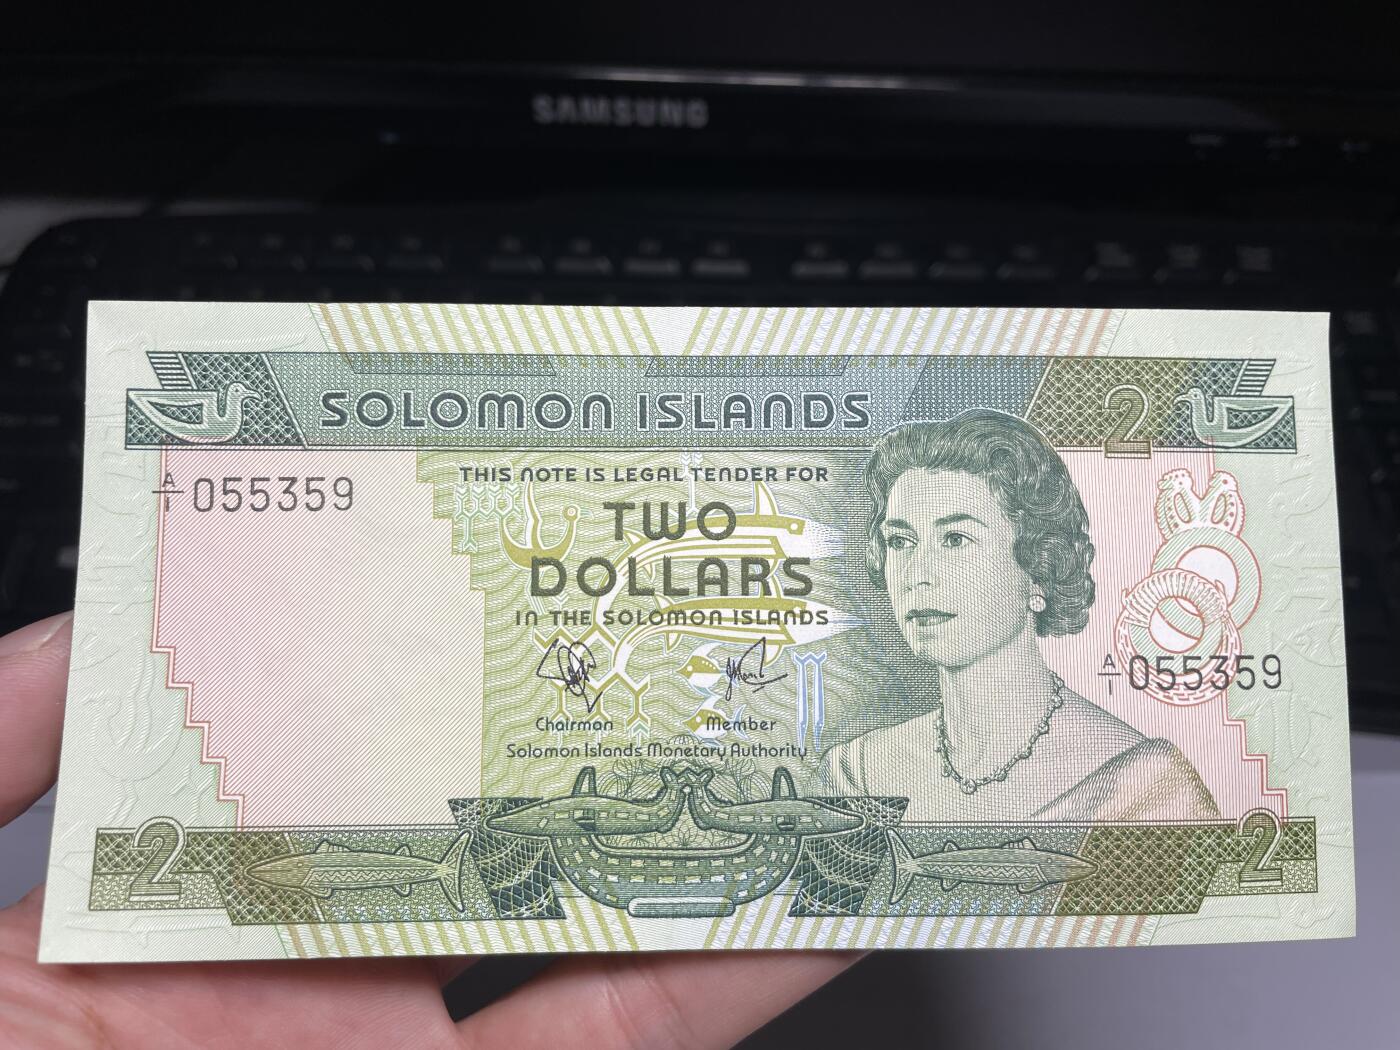 SAMSUNG
SOLOMON ISLANDS
2
A/1 055359
THIS NOTE IS LEGAL TENDER FOR
TWO
DOLLARS
IN THE SOLOMON ISLANDS
A/1 055359
Chairman Member
Solomon Islands Monetary Authority
2
2